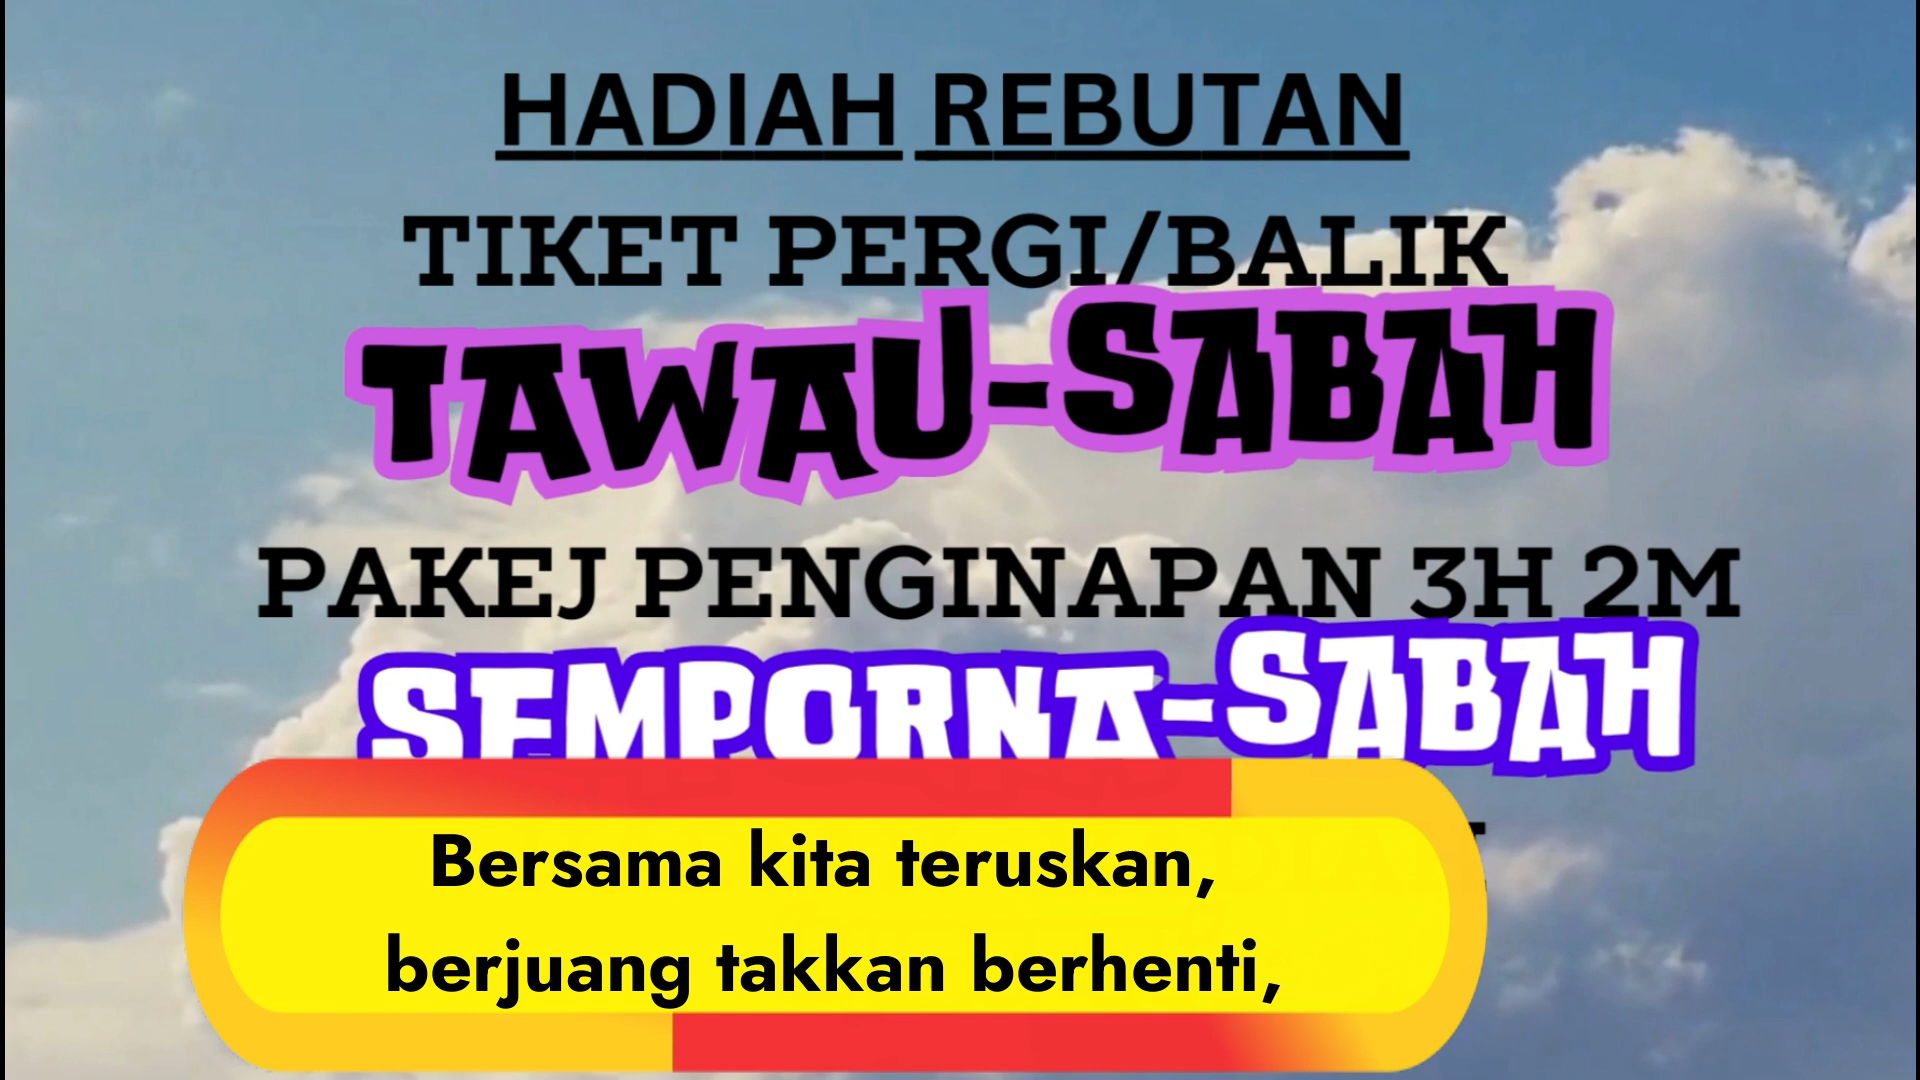 HADIAH REBUTAN
TIKET PERGI/BALIK
TAWAU-SABAH
PAKEJ PENGINAPAN 3H 2M
SEMPORNA-SABAH
Bersama kita teruskan,
berjuang takkan berhenti,